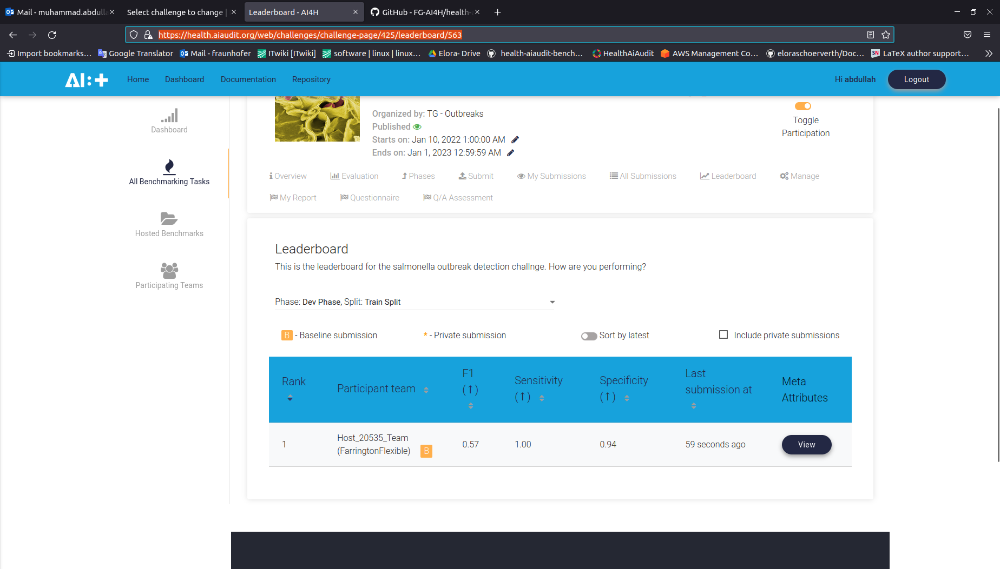 Mail - muhammad.abdulla
Select challenge to change |
Leaderboard - AI4H
GitHub - FG-AI4H/health-
https://health.aiaudit.org/web/challenges/challenge-page/425/leaderboard/563
Import bookmarks...
Google Translator
Mail - fraunhofer
ITwiki [ITwiki]
software | linux | linux...
Elora- Drive
health-aiaudit-bench...
HealthAiAudit
AWS Management Co...
eloraschoerverth/Doc...
SN
LaTeX author support...
AI:+
Home
Dashboard
Documentation
Repository
Hi abdullah
Logout
Dashboard
All Benchmarking Tasks
Hosted Benchmarks
Participating Teams
Organized by: TG - Outbreaks
Published
Starts on: Jan 10, 2022 1:00:00 AM
Ends on: Jan 1, 2023 12:59:59 AM
Toggle
Participation
Overview
Evaluation
Phases
Submit
My Submissions
All Submissions
Leaderboard
Manage
My Report
Questionnaire
Q/A Assessment
Leaderboard
This is the leaderboard for the salmonella outbreak detection challnge. How are you performing?
Phase: Dev Phase, Split: Train Split
B - Baseline submission
* - Private submission
Sort by latest
Include private submissions
Rank
Participant team
F1
(↑)
Sensitivity
(↑)
Specificity
(↑)
Last
submission at
Meta
Attributes
1
Host_20535_Team
(FarringtonFlexible)
B
0.57
1.00
0.94
59 seconds ago
View